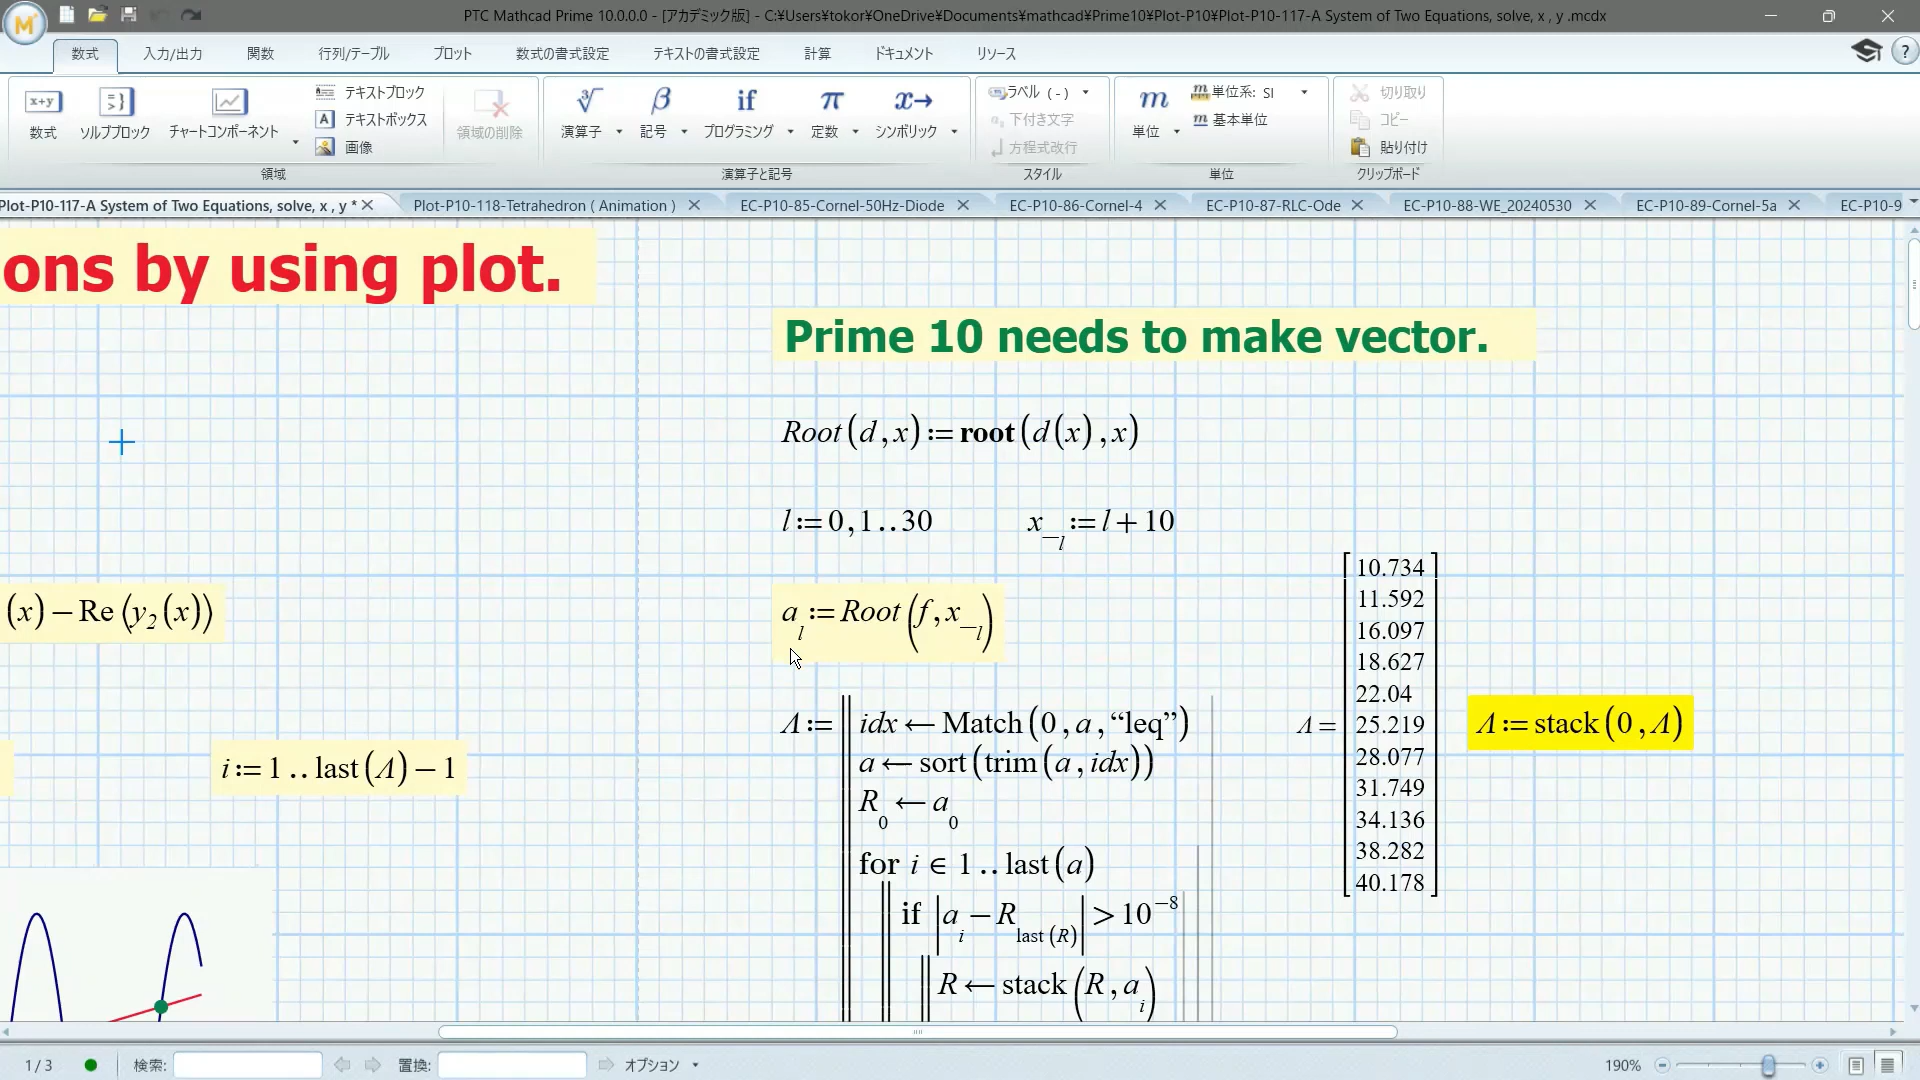 PTC Mathcad Prime 10.0.0.0 - [アカデミック版] - C:¥Users¥tokor¥OneDrive¥Documents¥mathcad¥Prime10¥Plot-P10¥Plot-P10-117-A System of Two Equations, solve, x , y .mcdx
数式 入力/出力 関数 行列/テーブル プロット 数式の書式設定 テキストの書式設定 計算 ドキュメント リソース
数式 ソルブブロック チャートコンポーネント
テキストブロック
テキストボックス
画像
領域の削除
領域
演算子 記号 プログラミング 定数 シンボリック
演算子と記号
ラベル (-)
下付き文字
方程式改行
スタイル
単位
単位系: SI
基本単位
単位
切り取り
コピー
貼り付け
クリップボード
Plot-P10-117-A System of Two Equations, solve, x , y * Plot-P10-118-Tetrahedron ( Animation ) EC-P10-85-Cornel-50Hz-Diode EC-P10-86-Cornel-4 EC-P10-87-RLC-Ode EC-P10-88-WE_20240530 EC-P10-89-Cornel-5a EC-P10-9
ons by using plot.
Prime 10 needs to make vector.
Root(d,x):=root(d(x),x)
l:=0,1..30 x_l:=l+10
(x)−Re(y₂(x))
a_l:=Root(f,x_l)
i:=1..last(Λ)−1
Λ:= idx←Match(0,a,“leq”)
a←sort(trim(a,idx))
R₀←a₀
for i∈1..last(a)
if |a_i−R_last(R)|>10⁻⁸
R←stack(R,a_i)
Λ=
10.734
11.592
16.097
18.627
22.04
25.219
28.077
31.749
34.136
38.282
40.178
Λ:=stack(0,Λ)
1 / 3 検索: 置換: オプション 190%